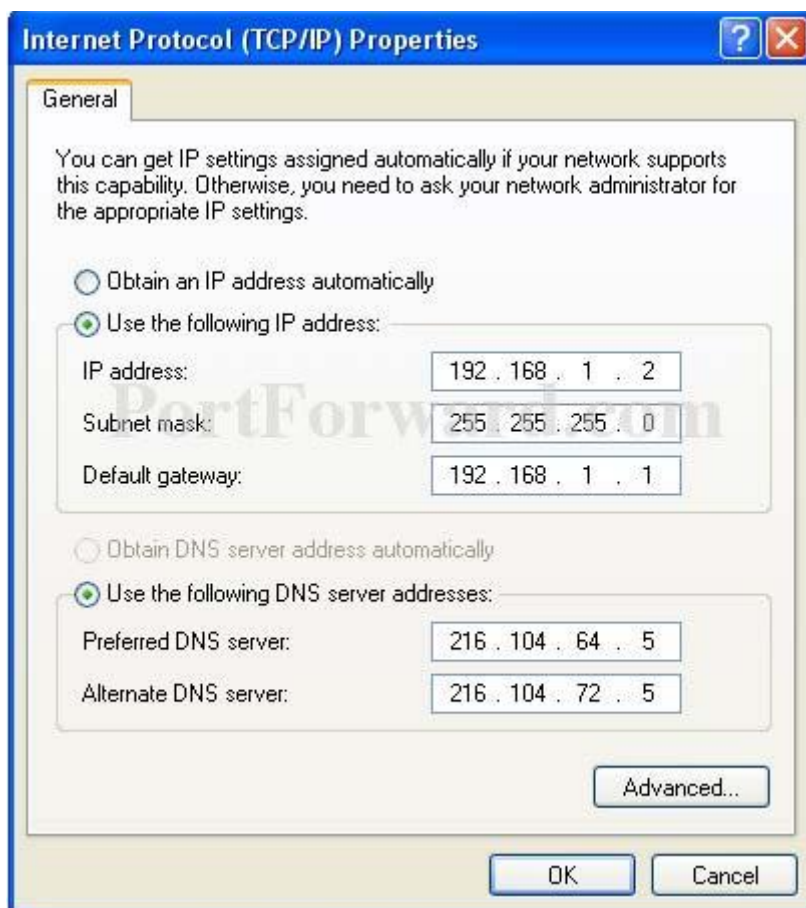 Internet Protocol (TCP/IP) Properties
General
You can get IP settings assigned automatically if your network supports
this capability. Otherwise, you need to ask your network administrator for
the appropriate IP settings.
Obtain an IP address automatically
Use the following IP address:
IP address: 192 . 168 . 1 . 2
Subnet mask: 255 . 255 . 255 . 0
PortForward.com
Default gateway: 192 . 168 . 1 . 1
Obtain DNS server address automatically
Use the following DNS server addresses:
Preferred DNS server: 216 . 104 . 64 . 5
Alternate DNS server: 216 . 104 . 72 . 5
Advanced...
OK Cancel